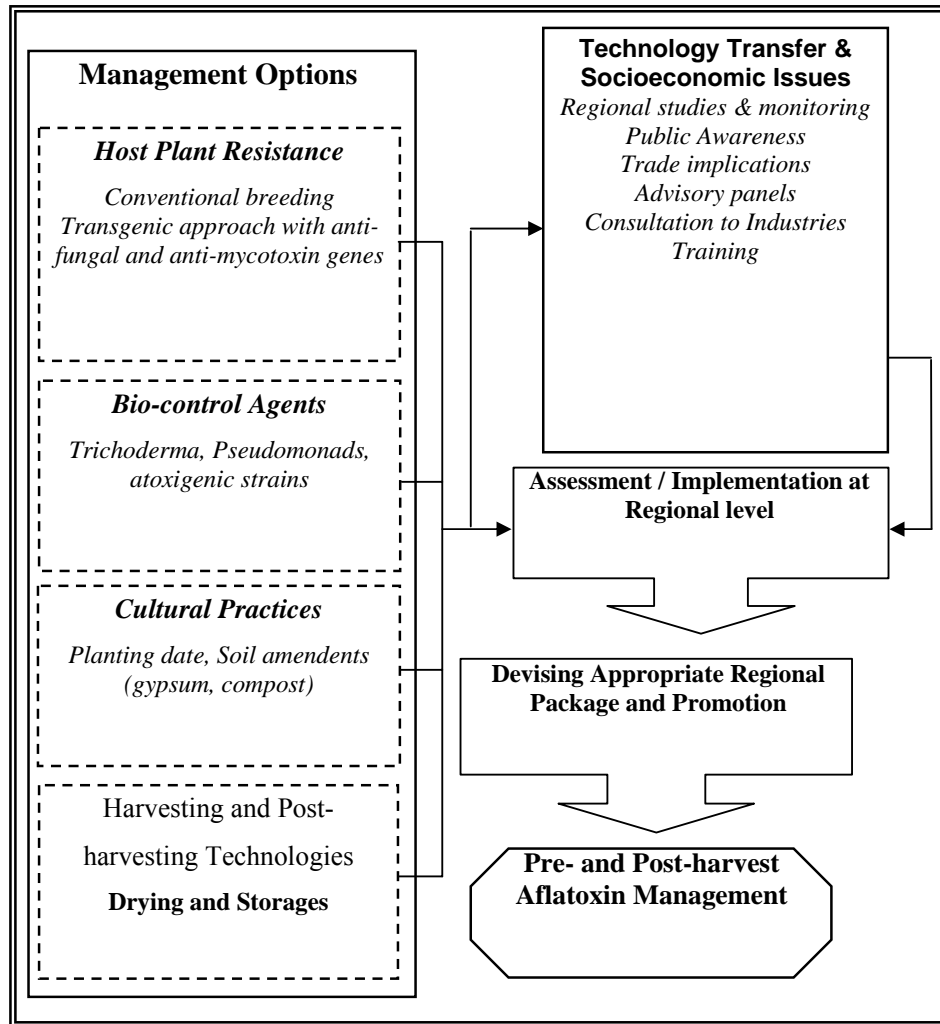 Management Options
Host Plant Resistance
Conventional breeding
Transgenic approach with anti-
fungal and anti-mycotoxin genes
Bio-control Agents
Trichoderma, Pseudomonads,
atoxigenic strains
Cultural Practices
Planting date, Soil amendents
(gypsum, compost)
Harvesting and Post-
harvesting Technologies
Drying and Storages
Technology Transfer &
Socioeconomic Issues
Regional studies & monitoring
Public Awareness
Trade implications
Advisory panels
Consultation to Industries
Training
Assessment / Implementation at
Regional level
Devising Appropriate Regional
Package and Promotion
Pre- and Post-harvest
Aflatoxin Management